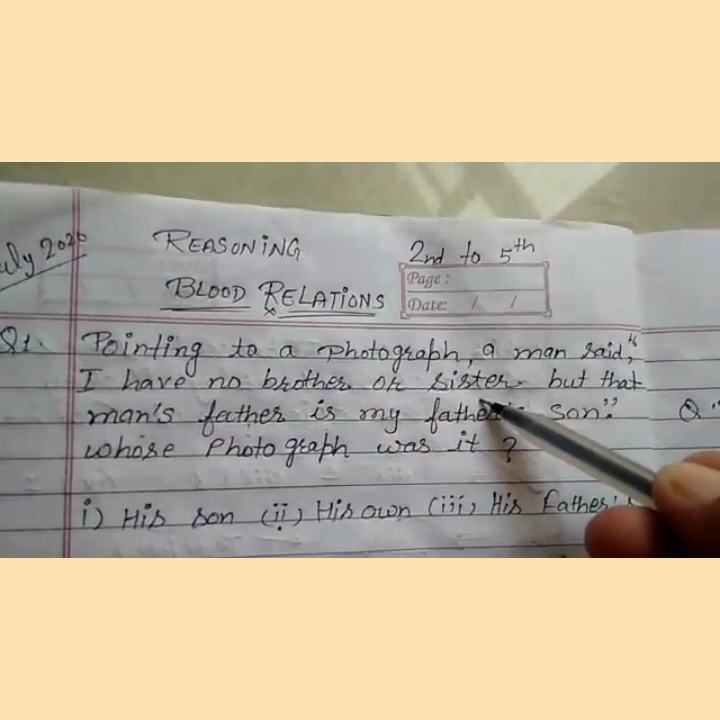 July 2020
REASONING 2nd to 5th
Page:
BLOOD RELATIONS Date: / /
Q1. Pointing to a photograph, a man said, "
I have no brother or sister but that
man's father is my father's son". Q "
whose Photograph was it ?
i) His son (ii) His own (iii) His Father's